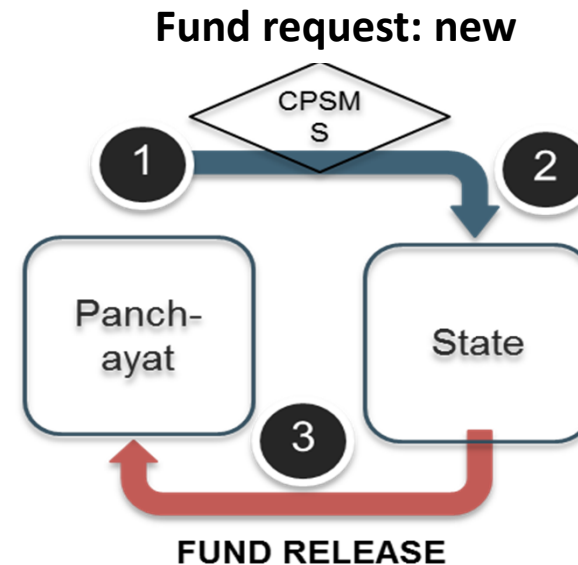 Fund request: new
CPSM
S
1
2
Panch-
ayat
State
3
FUND RELEASE